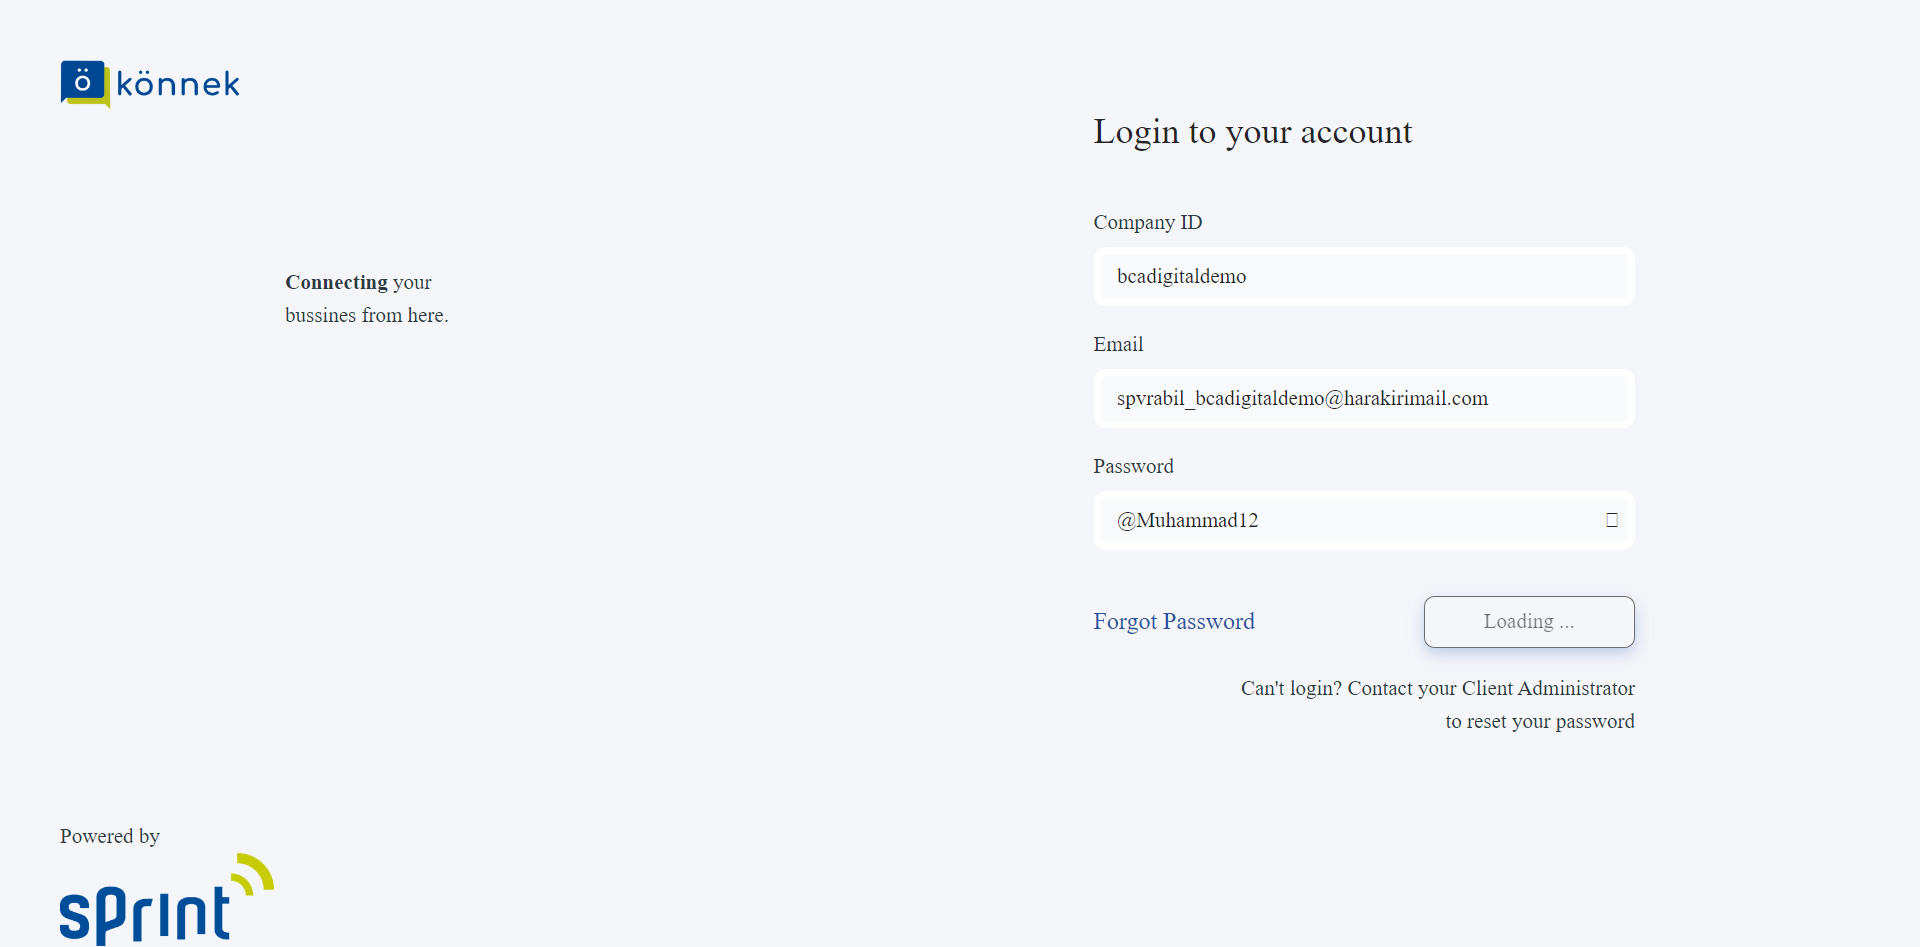 ö könnek
Login to your account
Company ID
bcadigitaldemo
Connecting your
bussines from here.
Email
spvrabil_bcadigitaldemo@harakirimail.com
Password
@Muhammad12
Forgot Password
Loading ...
Can't login? Contact your Client Administrator
to reset your password
Powered by
sprint